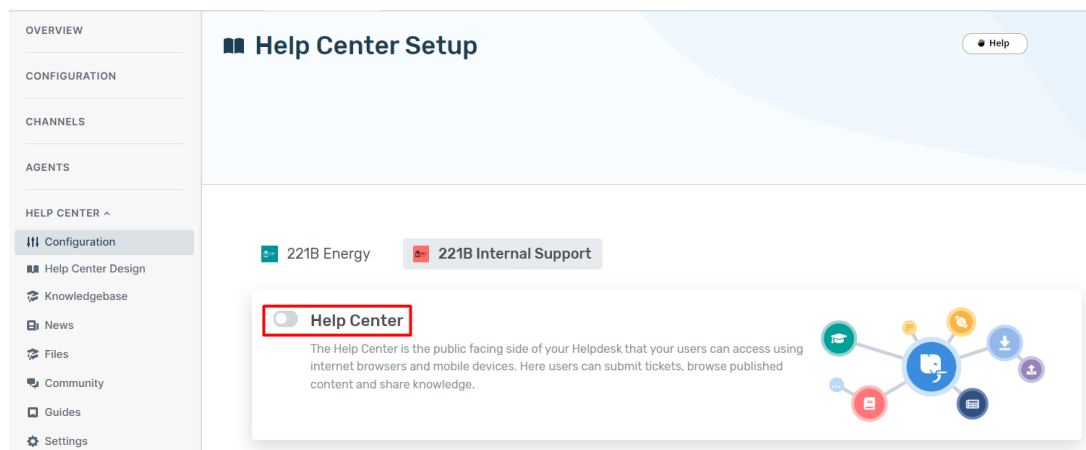 OVERVIEW
CONFIGURATION
CHANNELS
AGENTS
HELP CENTER
Configuration
Help Center Design
Knowledgebase
News
Files
Community
Guides
Settings
Help Center Setup
Help
221B Energy
221B Internal Support
Help Center
The Help Center is the public facing side of your Helpdesk that your users can access using
internet browsers and mobile devices. Here users can submit tickets, browse published
content and share knowledge.